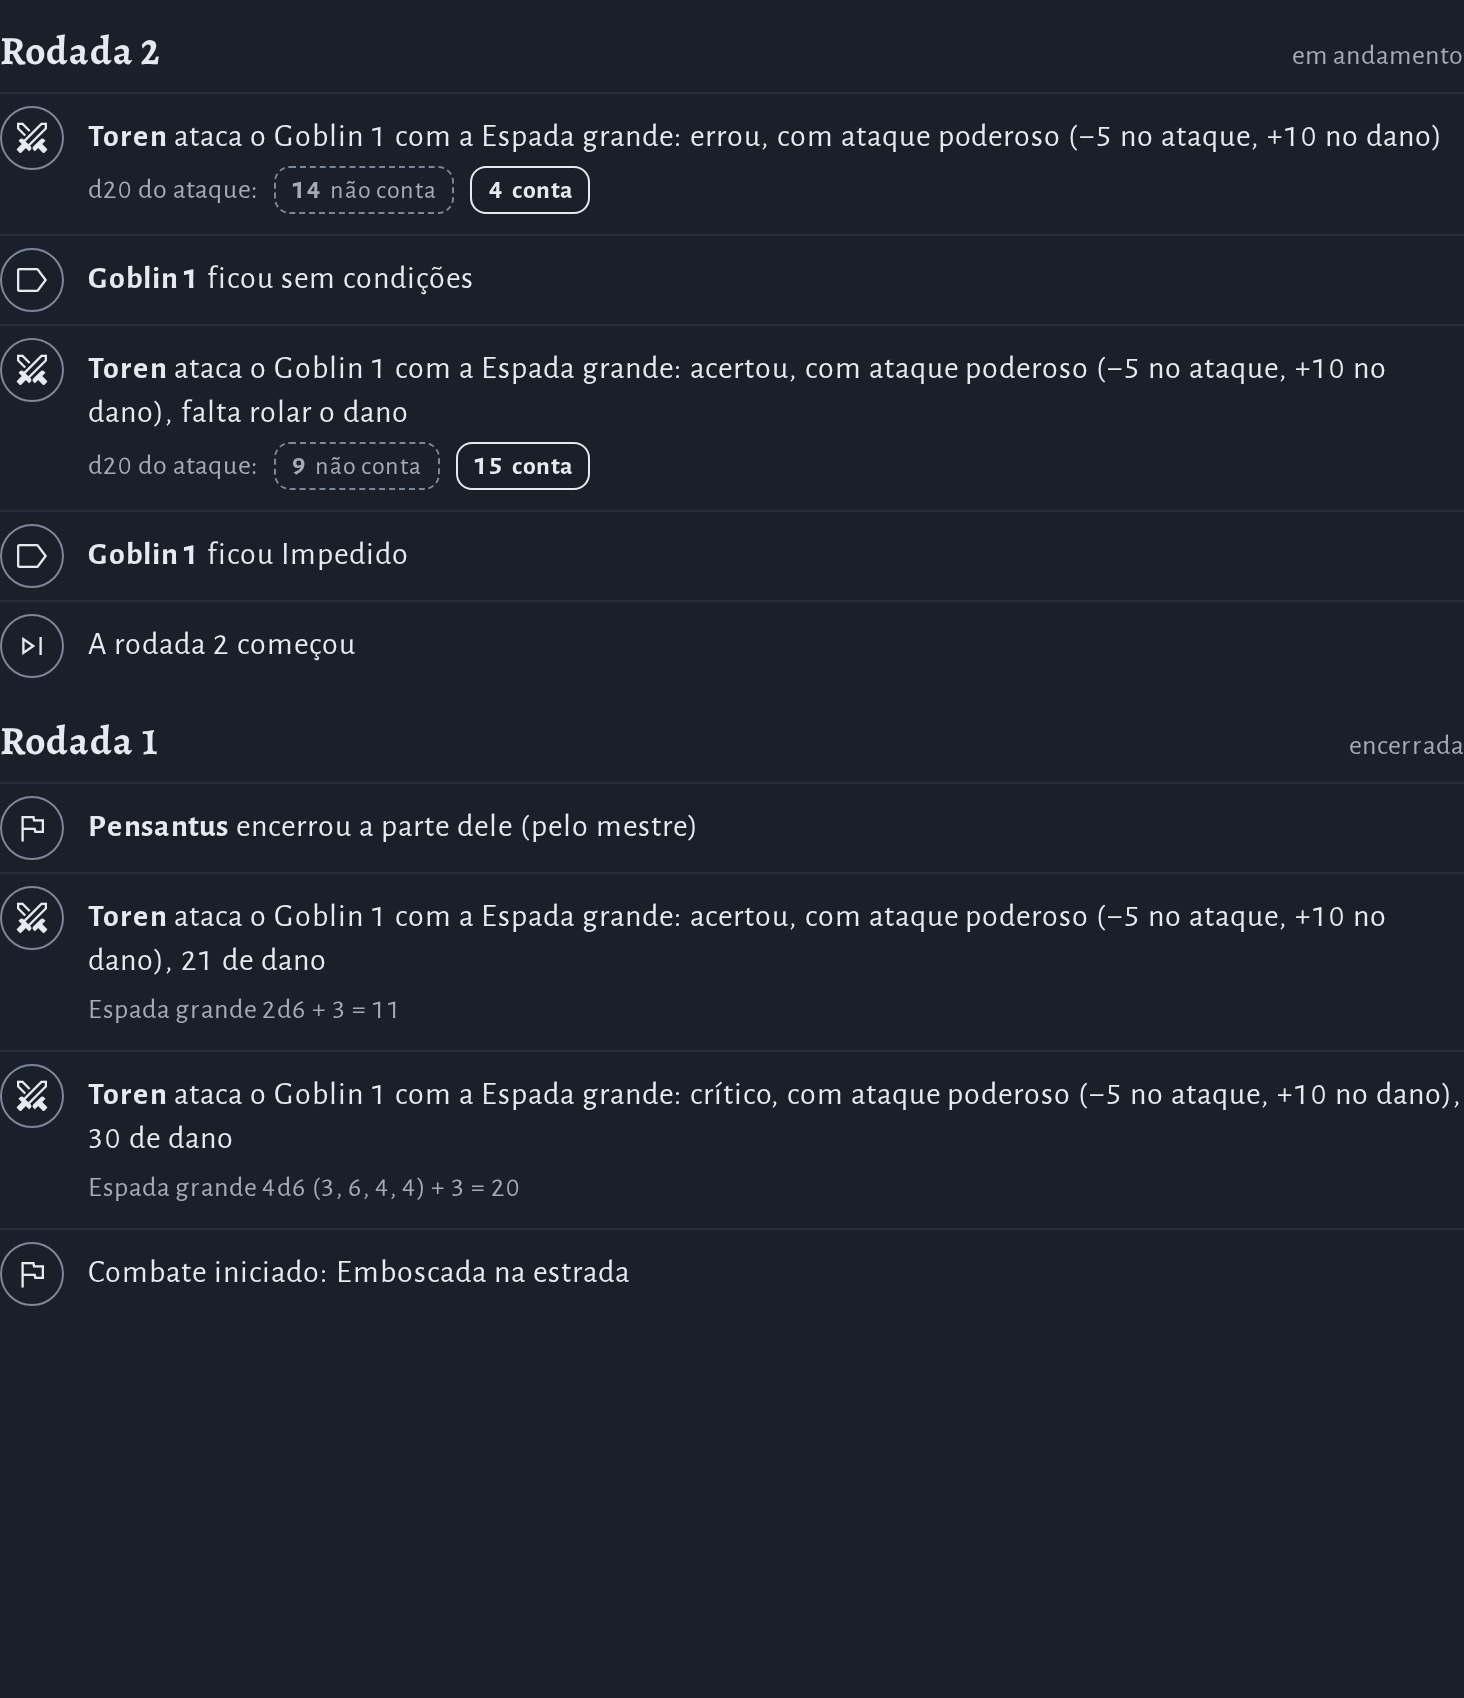 Rodada 2
em andamento
Toren ataca o Goblin 1 com a Espada grande: errou, com ataque poderoso (−5 no ataque, +10 no dano)
d20 do ataque: 14 não conta 4 conta
Goblin 1 ficou sem condições
Toren ataca o Goblin 1 com a Espada grande: acertou, com ataque poderoso (−5 no ataque, +10 no
dano), falta rolar o dano
d20 do ataque: 9 não conta 15 conta
Goblin 1 ficou Impedido
A rodada 2 começou
Rodada 1
encerrada
Pensantus encerrou a parte dele (pelo mestre)
Toren ataca o Goblin 1 com a Espada grande: acertou, com ataque poderoso (−5 no ataque, +10 no
dano), 21 de dano
Espada grande 2d6 + 3 = 11
Toren ataca o Goblin 1 com a Espada grande: crítico, com ataque poderoso (−5 no ataque, +10 no dano),
30 de dano
Espada grande 4d6 (3, 6, 4, 4) + 3 = 20
Combate iniciado: Emboscada na estrada